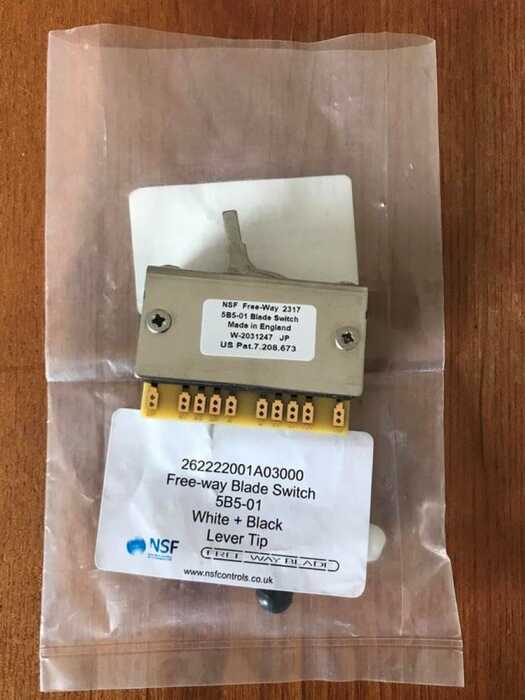 NSF Free-Way 2317
5B5-01 Blade Switch
Made in England
W-2031247 JP
US Pat.7.208.673
262222001A03000
Free-way Blade Switch
5B5-01
White + Black
Lever Tip
NSF
FREE WAY BLADE
www.nsfcontrols.co.uk